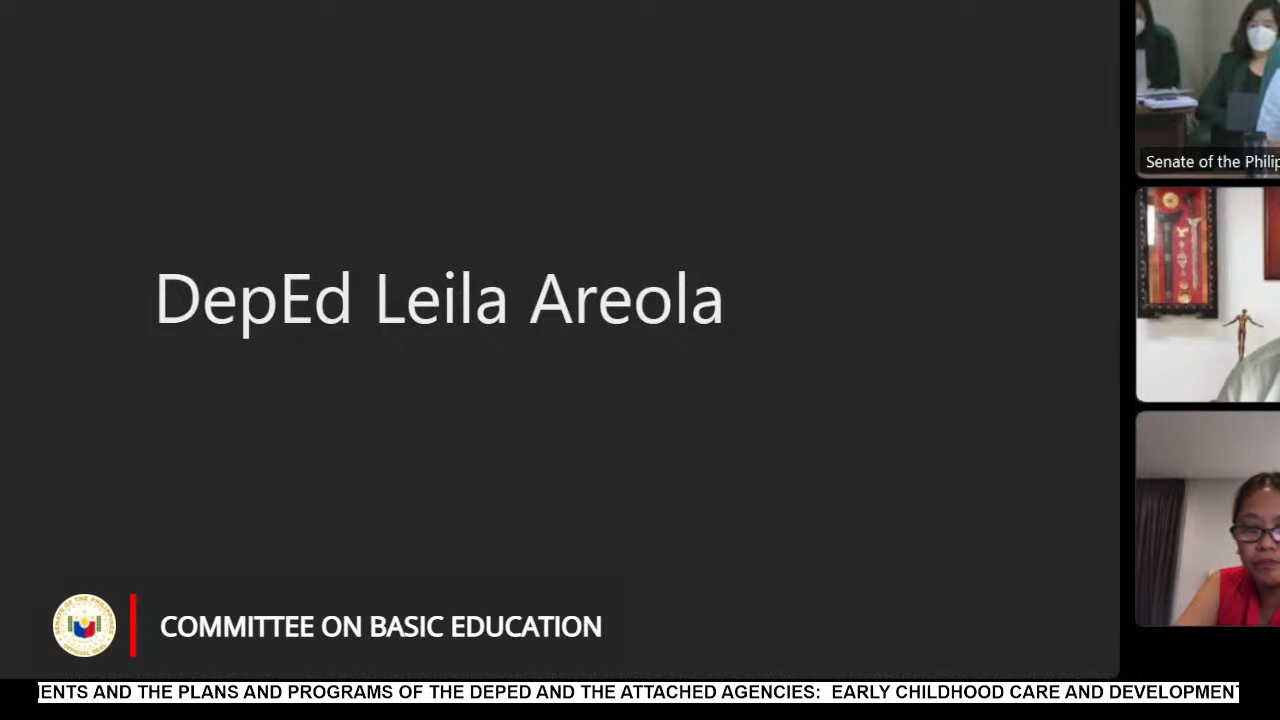 Senate of the Philip
DepEd Leila Areola
COMMITTEE ON BASIC EDUCATION
ENTS AND THE PLANS AND PROGRAMS OF THE DEPED AND THE ATTACHED AGENCIES: EARLY CHILDHOOD CARE AND DEVELOPMENT